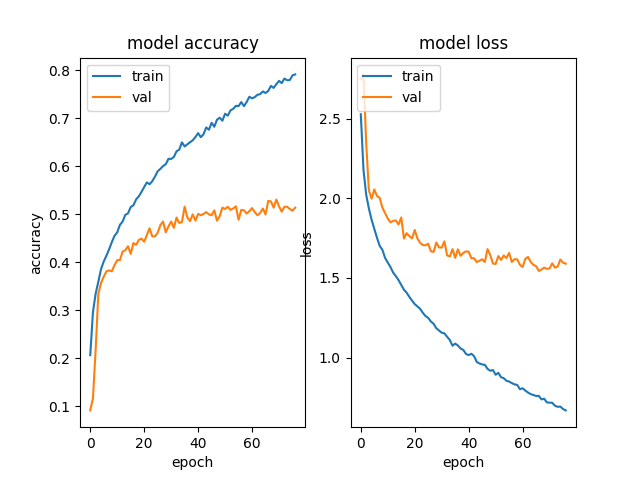 model accuracy
train
val
0.8
0.7
0.6
0.5
0.4
0.3
0.2
0.1
accuracy
0 20 40 60
epoch
model loss
train
val
2.5
2.0
1.5
1.0
loss
0 20 40 60
epoch